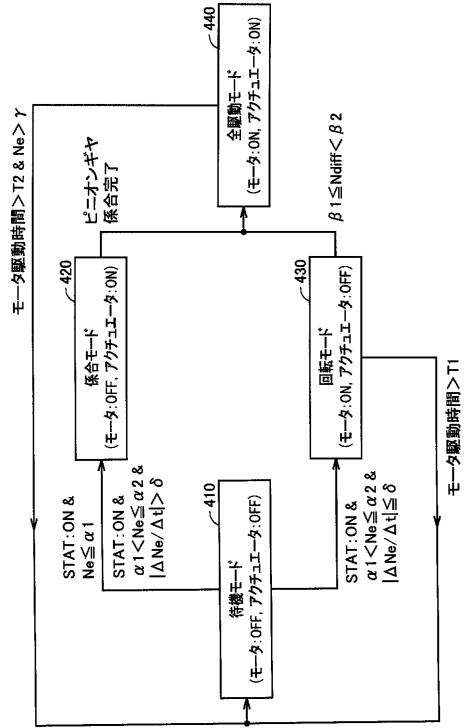 モータ駆動時間>T2 & Ne>γ
420
係合モード
(モータ:OFF, アクチュエータ:ON)
ピニオンギヤ
係合完了
440
全駆動モード
(モータ:ON, アクチュエータ:ON)
STAT:ON &
Ne≦α1
STAT:ON &
α1<Ne≦α2 &
|ΔNe/Δt|>δ
410
待機モード
(モータ:OFF, アクチュエータ:OFF)
STAT:ON &
α1<Ne≦α2 &
|ΔNe/Δt|≦δ
430
回転モード
(モータ:ON, アクチュエータ:OFF)
β1≦Ndiff<β2
モータ駆動時間>T1